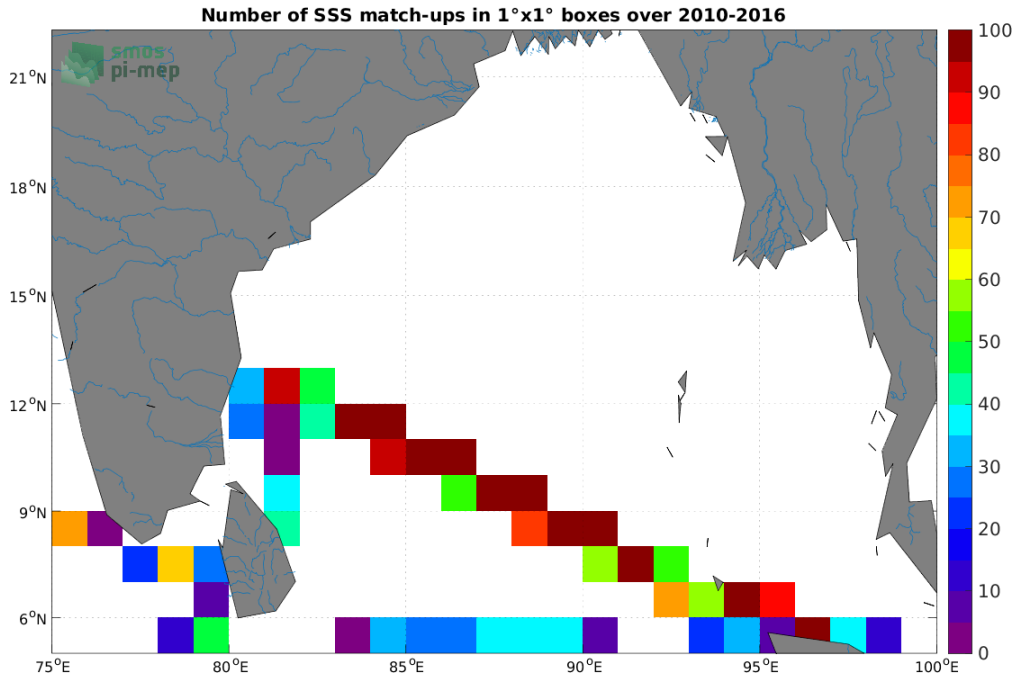 Number of SSS match-ups in 1°x1° boxes over 2010-2016
smos
pi-mep
21°N
18°N
15°N
12°N
9°N
6°N
75°E
80°E
85°E
90°E
95°E
100°E
100
90
80
70
60
50
40
30
20
10
0